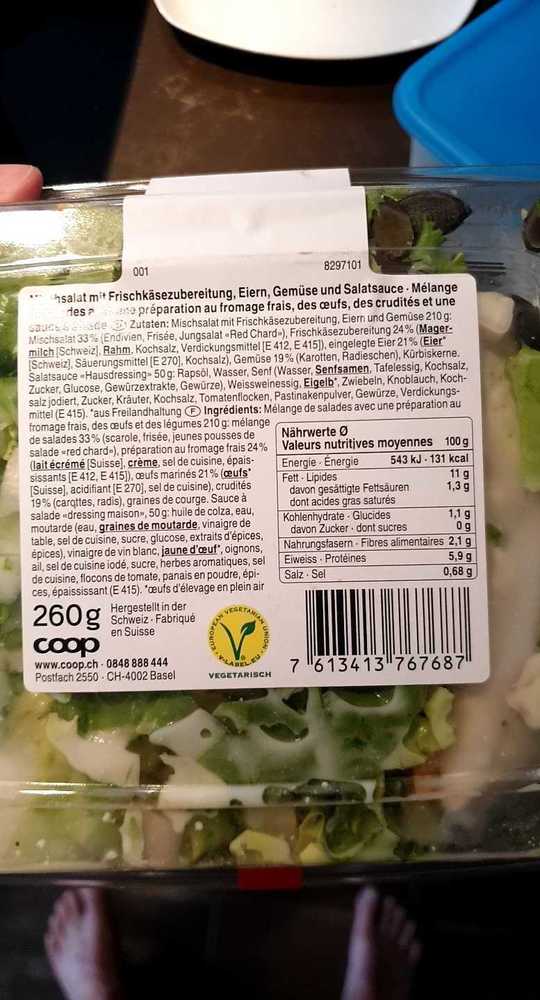 001 8297101
hsalat mit Frischkäsezubereitung, Eiern, Gemüse und Salatsauce · Mélange
préparation au fromage frais, des œufs, des crudités et une
Ⓓ Zutaten: Mischsalat mit Frischkäsezubereitung, Eiern und Gemüse 210 g:
Mischsalat 33 % (Endivien, Frisée, Jungsalat «Red Chard»), Frischkäsezubereitung 24 % (Mager-
milch [Schweiz], Rahm, Kochsalz, Verdickungsmittel [E 412, E 415]), eingelegte Eier 21 % (Eier*
[Schweiz], Säuerungsmittel [E 270], Kochsalz), Gemüse 19 % (Karotten, Radieschen), Kürbiskerne.
Salatsauce «Hausdressing» 50 g: Rapsöl, Wasser, Senf (Wasser, Senfsamen, Tafelessig, Kochsalz,
Zucker, Glucose, Gewürzextrakte, Gewürze), Weissweinessig, Eigelb*, Zwiebeln, Knoblauch, Koch-
salz jodiert, Zucker, Kräuter, Kochsalz, Tomatenflocken, Pastinakenpulver, Gewürze, Verdickungs-
mittel (E 415). *aus Freilandhaltung Ⓕ Ingrédients: Mélange de salades avec une préparation au
fromage frais, des œufs et des légumes 210 g: mélange
de salades 33 % (scarole, frisée, jeunes pousses de
salade «red chard»), préparation au fromage frais 24 %
(lait écrémé [Suisse], crème, sel de cuisine, épais-
sissants [E 412, E 415]), œufs marinés 21 % (œufs*
[Suisse], acidifiant [E 270], sel de cuisine), crudités
19 % (carottes, radis), graines de courge. Sauce à
salade «dressing maison», 50 g: huile de colza, eau,
moutarde (eau, graines de moutarde, vinaigre de
table, sel de cuisine, sucre, glucose, extraits d'épices,
épices), vinaigre de vin blanc, jaune d'œuf*, oignons,
ail, sel de cuisine iodé, sucre, herbes aromatiques, sel
de cuisine, flocons de tomate, panais en poudre, épi-
ces, épaississant (E 415). *œufs d'élevage en plein air
Nährwerte Ø
Valeurs nutritives moyennes 100 g
Energie · Énergie 543 kJ · 131 kcal
Fett · Lipides 11 g
davon gesättigte Fettsäuren 1,3 g
dont acides gras saturés
Kohlenhydrate · Glucides 1,1 g
davon Zucker · dont sucres 0 g
Nahrungsfasern · Fibres alimentaires 2,1 g
Eiweiss · Protéines 5,9 g
Salz · Sel 0,68 g
260 g
Hergestellt in der
Schweiz · Fabriqué
en Suisse
coop
www.coop.ch · 0848 888 444
Postfach 2550 · CH-4002 Basel
EUROPEAN VEGETARIAN UNION
V-LABEL.EU
VEGETARISCH
7 613413 767687